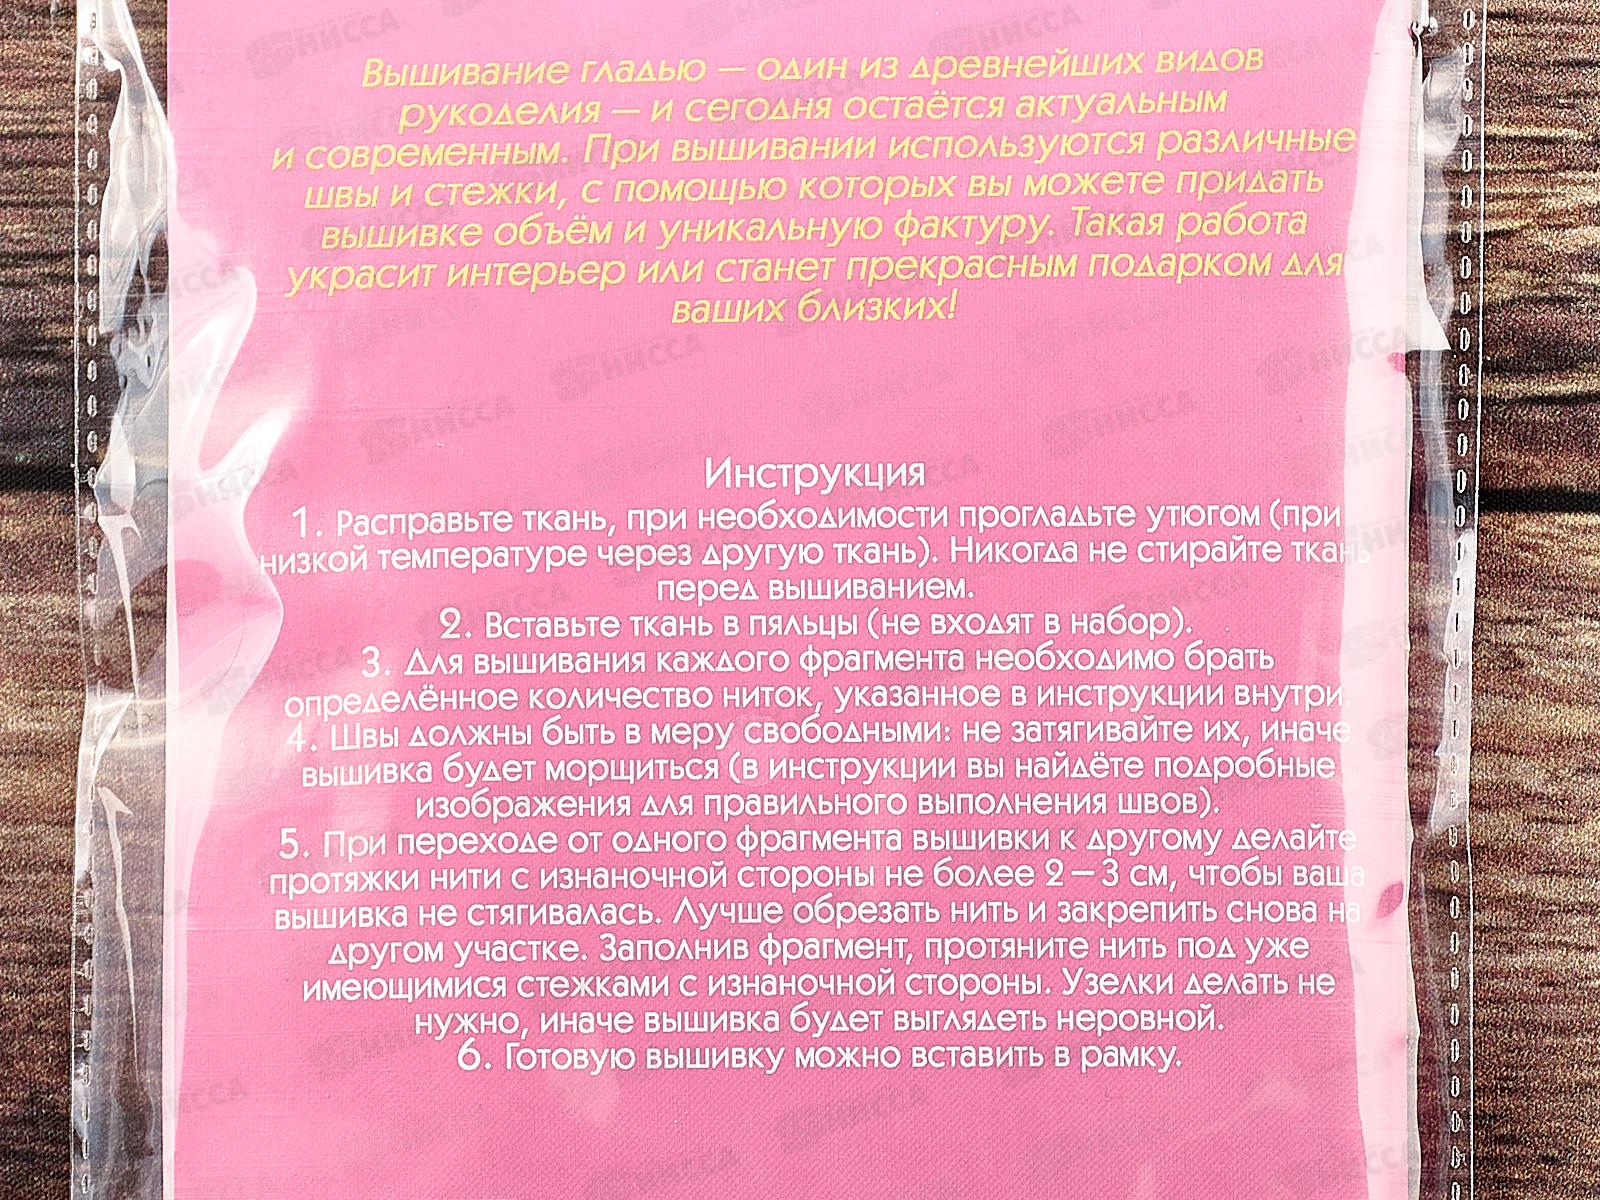 Вышивание гладью — один из древнейших видов
рукоделия — и сегодня остаётся актуальным
и современным. При вышивании используются различные
швы и стежки, с помощью которых вы можете придать
вышивке объём и уникальную фактуру. Такая работа
украсит интерьер или станет прекрасным подарком для
ваших близких!
Инструкция
1. Расправьте ткань, при необходимости прогладьте утюгом (при
низкой температуре через другую ткань). Никогда не стирайте ткань
перед вышиванием.
2. Вставьте ткань в пяльцы (не входят в набор).
3. Для вышивания каждого фрагмента необходимо брать
определённое количество ниток, указанное в инструкции внутри.
4. Швы должны быть в меру свободными: не затягивайте их, иначе
вышивка будет морщиться (в инструкции вы найдёте подробные
изображения для правильного выполнения швов).
5. При переходе от одного фрагмента вышивки к другому делайте
протяжки нити с изнаночной стороны не более 2—3 см, чтобы ваша
вышивка не стягивалась. Лучше обрезать нить и закрепить снова на
другом участке. Заполнив фрагмент, протяните нить под уже
имеющимися стежками с изнаночной стороны. Узелки делать не
нужно, иначе вышивка будет выглядеть неровной.
6. Готовую вышивку можно вставить в рамку.